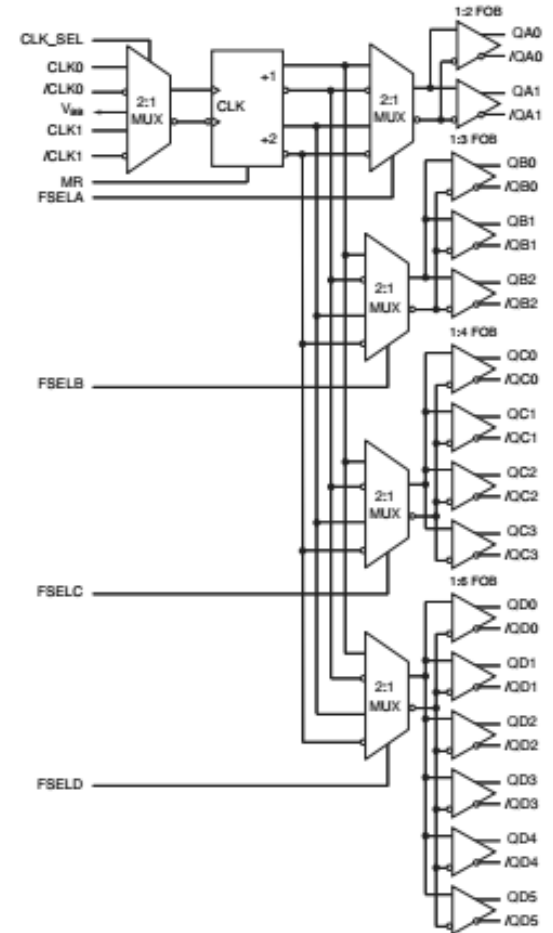 1:2 FOB
QA0
/QA0
QA1
/QA1
CLK_SEL
CLK0
/CLK0
VBB
CLK1
/CLK1
2:1
MUX
CLK
÷1
÷2
2:1
MUX
MR
FSELA
1:3 FOB
QB0
/QB0
QB1
/QB1
QB2
/QB2
2:1
MUX
FSELB
1:4 FOB
QC0
/QC0
QC1
/QC1
QC2
/QC2
QC3
/QC3
2:1
MUX
FSELC
1:6 FOB
QD0
/QD0
QD1
/QD1
QD2
/QD2
QD3
/QD3
QD4
/QD4
QD5
/QD5
2:1
MUX
FSELD